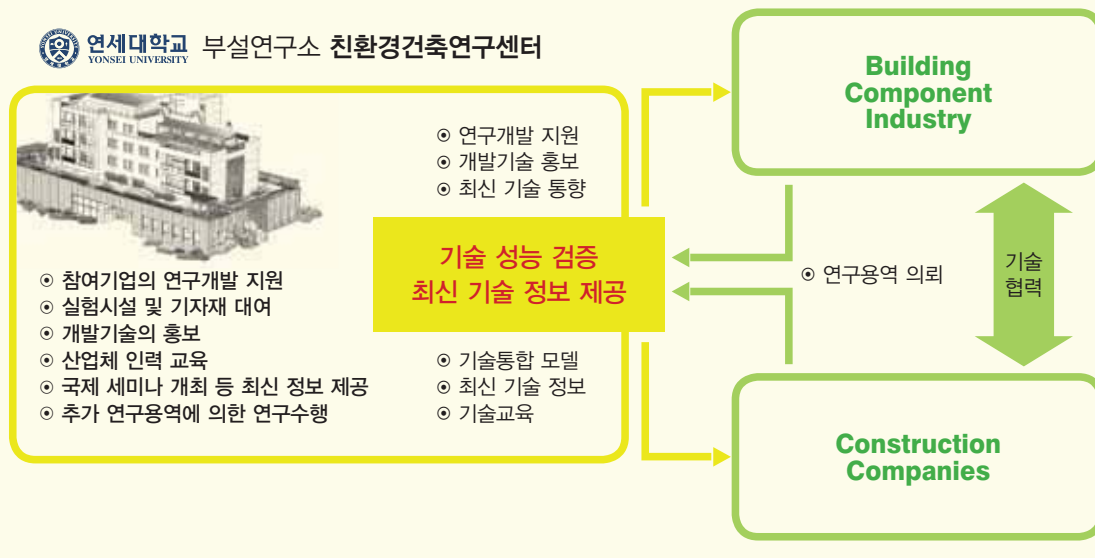 연세대학교 부설연구소 친환경건축연구센터
YONSEI UNIVERSITY
◉ 연구개발 지원
◉ 개발기술 홍보
◉ 최신 기술 통향
기술 성능 검증
최신 기술 정보 제공
◉ 참여기업의 연구개발 지원
◉ 실험시설 및 기자재 대여
◉ 개발기술의 홍보
◉ 산업체 인력 교육
◉ 국제 세미나 개최 등 최신 정보 제공
◉ 추가 연구용역에 의한 연구수행
◉ 기술통합 모델
◉ 최신 기술 정보
◉ 기술교육
Building
Component
Industry
◉ 연구용역 의뢰
기술
협력
Construction
Companies